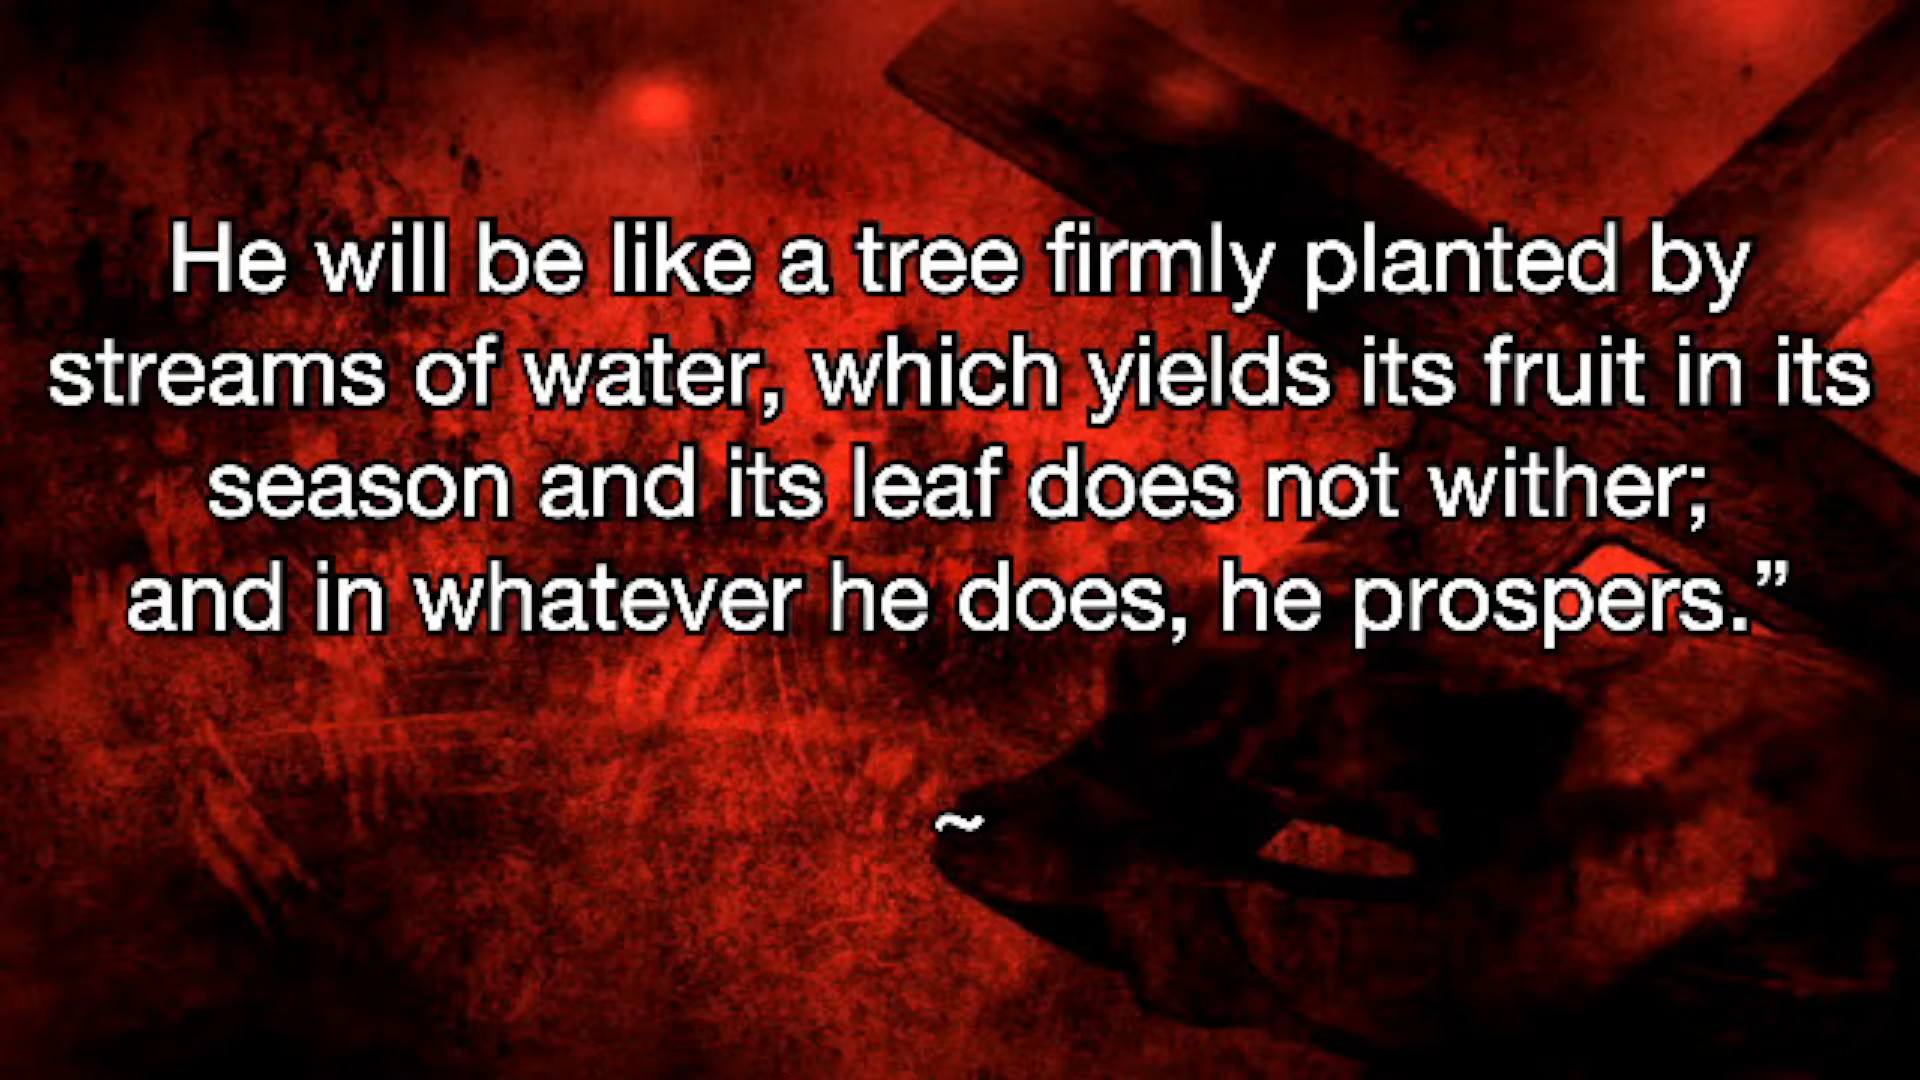 He will be like a tree firmly planted by
streams of water, which yields its fruit in its
season and its leaf does not wither;
and in whatever he does, he prospers.”
~